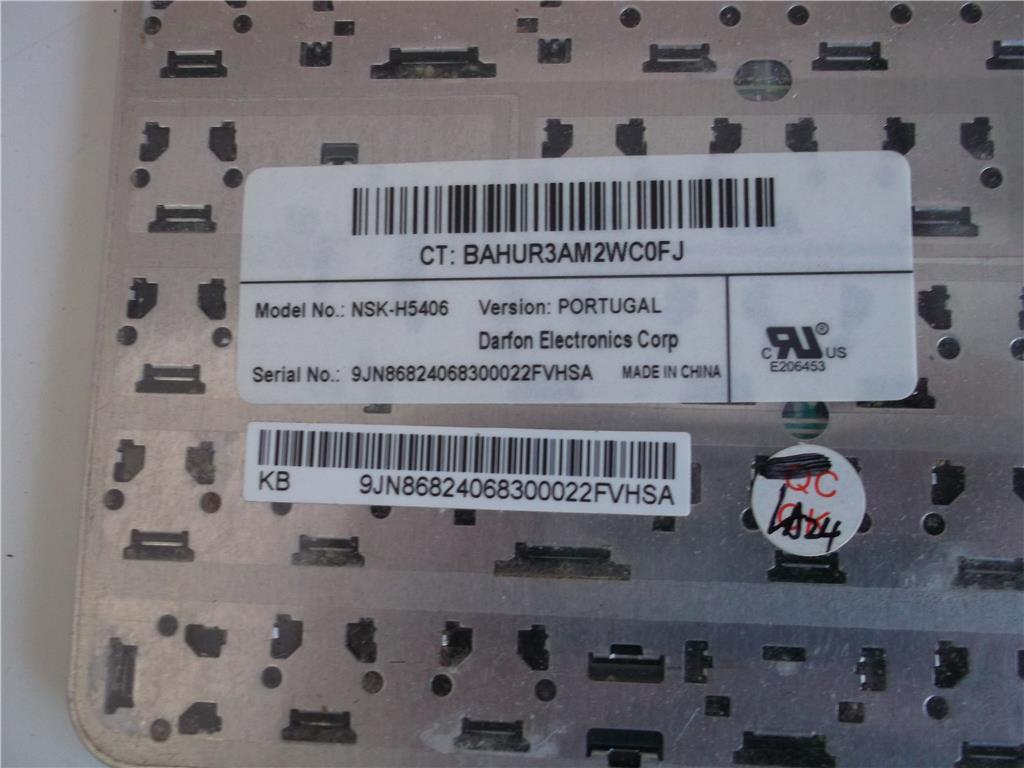 CT: BAHUR3AM2WC0FJ
Model No.: NSK-H5406 Version: PORTUGAL
Darfon Electronics Corp
Serial No.: 9JN86824068300022FVHSA MADE IN CHINA
C RU ® US
E206453
KB 9JN86824068300022FVHSA
QC